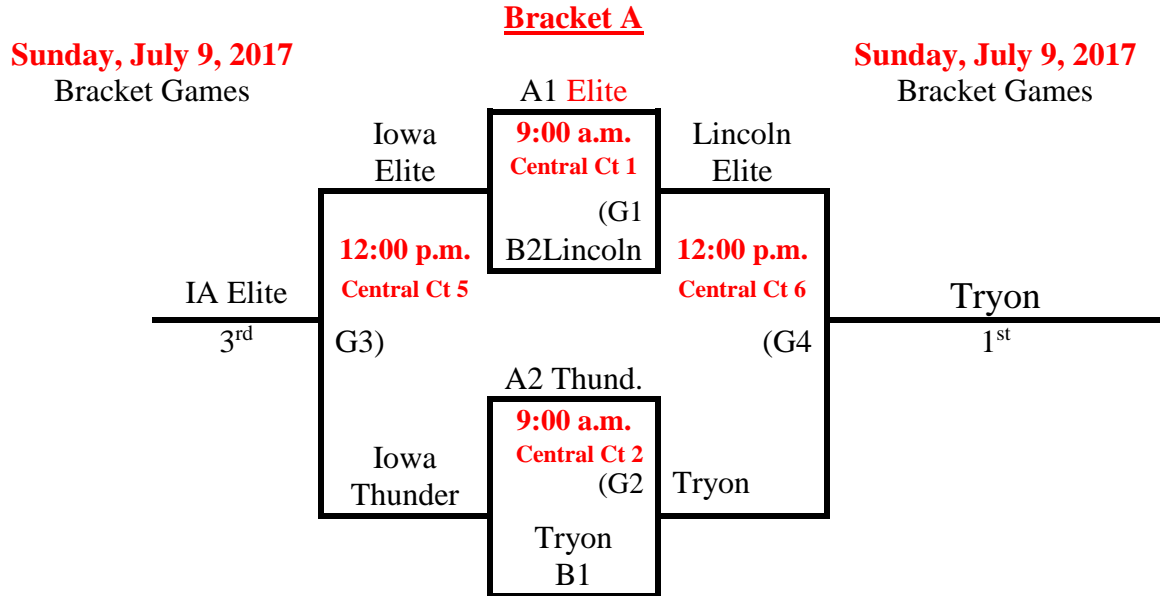 Bracket A
Sunday, July 9, 2017
Bracket Games
Sunday, July 9, 2017
Bracket Games
A1 Elite
9:00 a.m.
Central Ct 1
(G1
B2Lincoln
Iowa
Elite
Lincoln
Elite
12:00 p.m.
Central Ct 5
G3)
12:00 p.m.
Central Ct 6
(G4
IA Elite
3rd
Tryon
1st
A2 Thund.
9:00 a.m.
Central Ct 2
(G2
Iowa
Thunder
Tryon
Tryon
B1